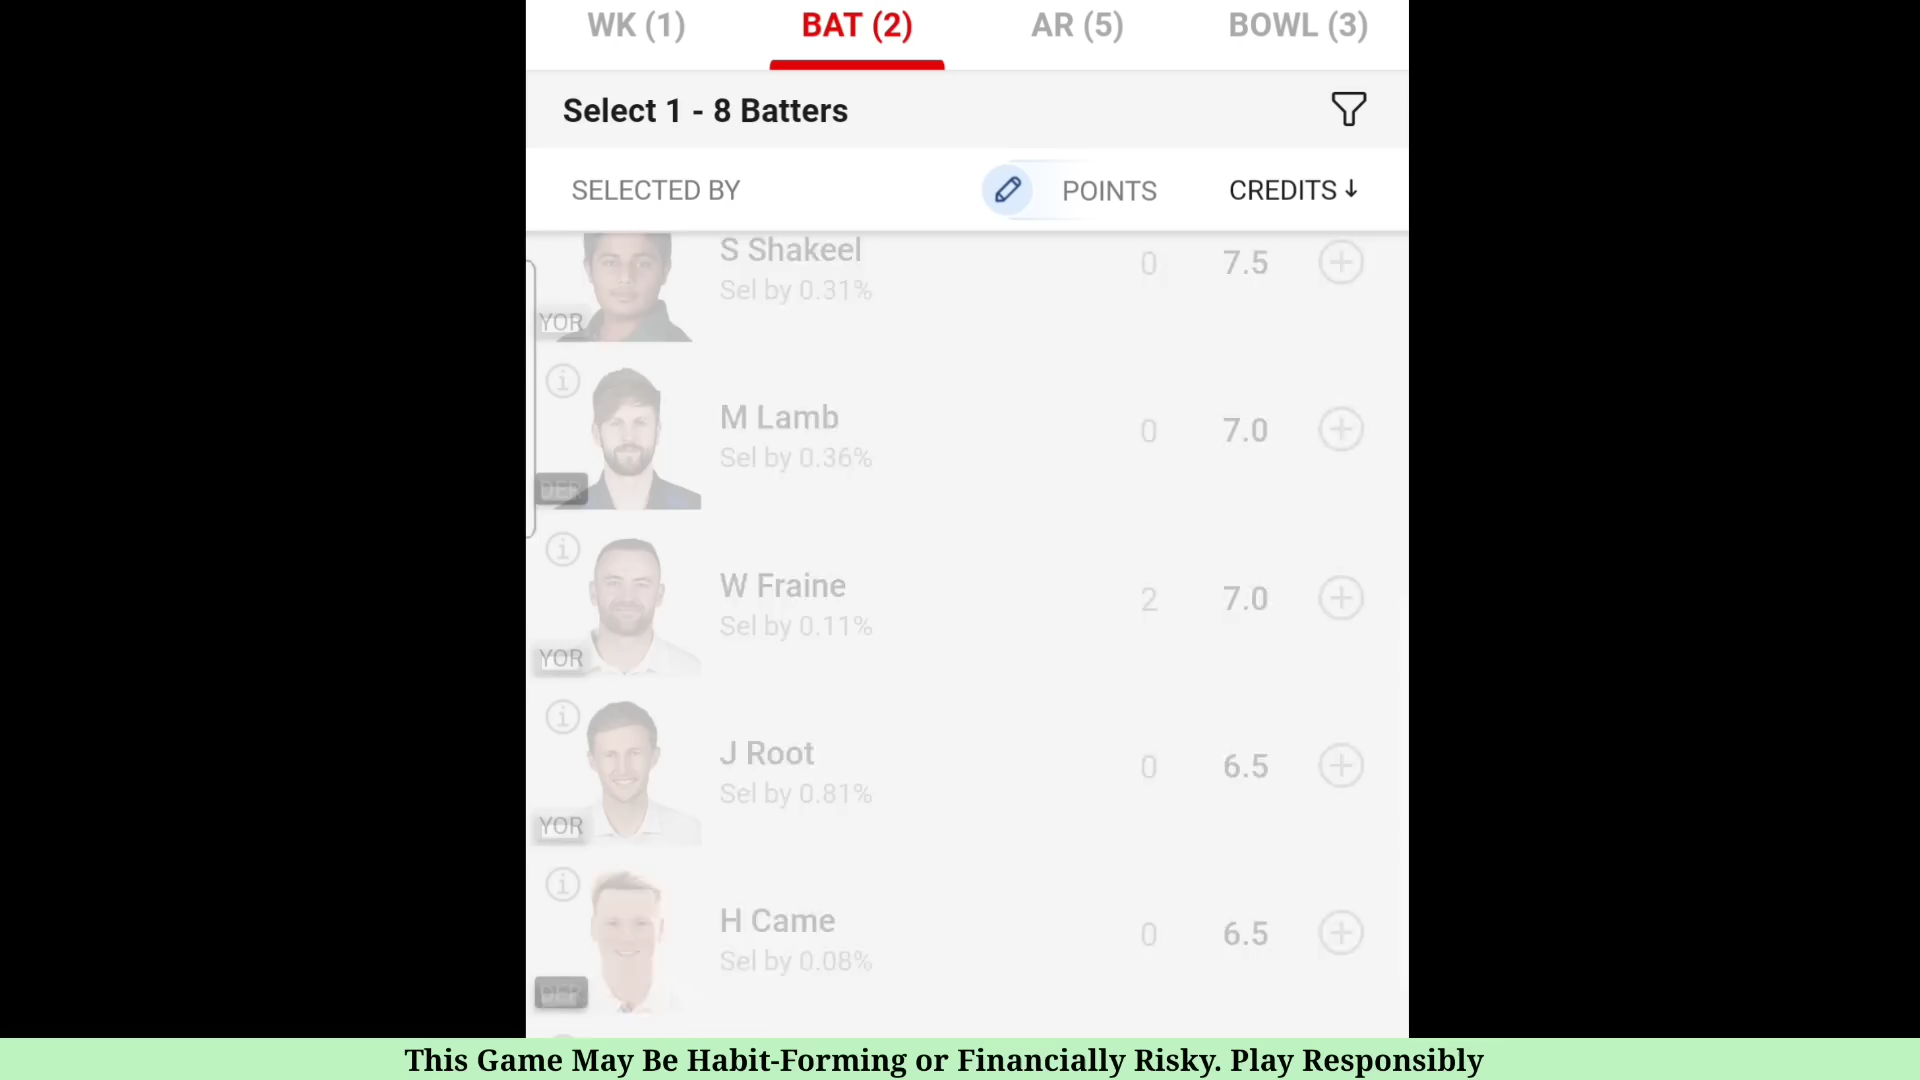 WK (1) BAT (2) AR (5) BOWL (3)
Select 1 - 8 Batters
SELECTED BY POINTS CREDITS ↓
S Shakeel 0 7.5
Sel by 0.31%
YOR
M Lamb 0 7.0
Sel by 0.36%
DER
W Fraine 2 7.0
Sel by 0.11%
YOR
J Root 0 6.5
Sel by 0.81%
YOR
H Came 0 6.5
Sel by 0.08%
DER
This Game May Be Habit-Forming or Financially Risky. Play Responsibly